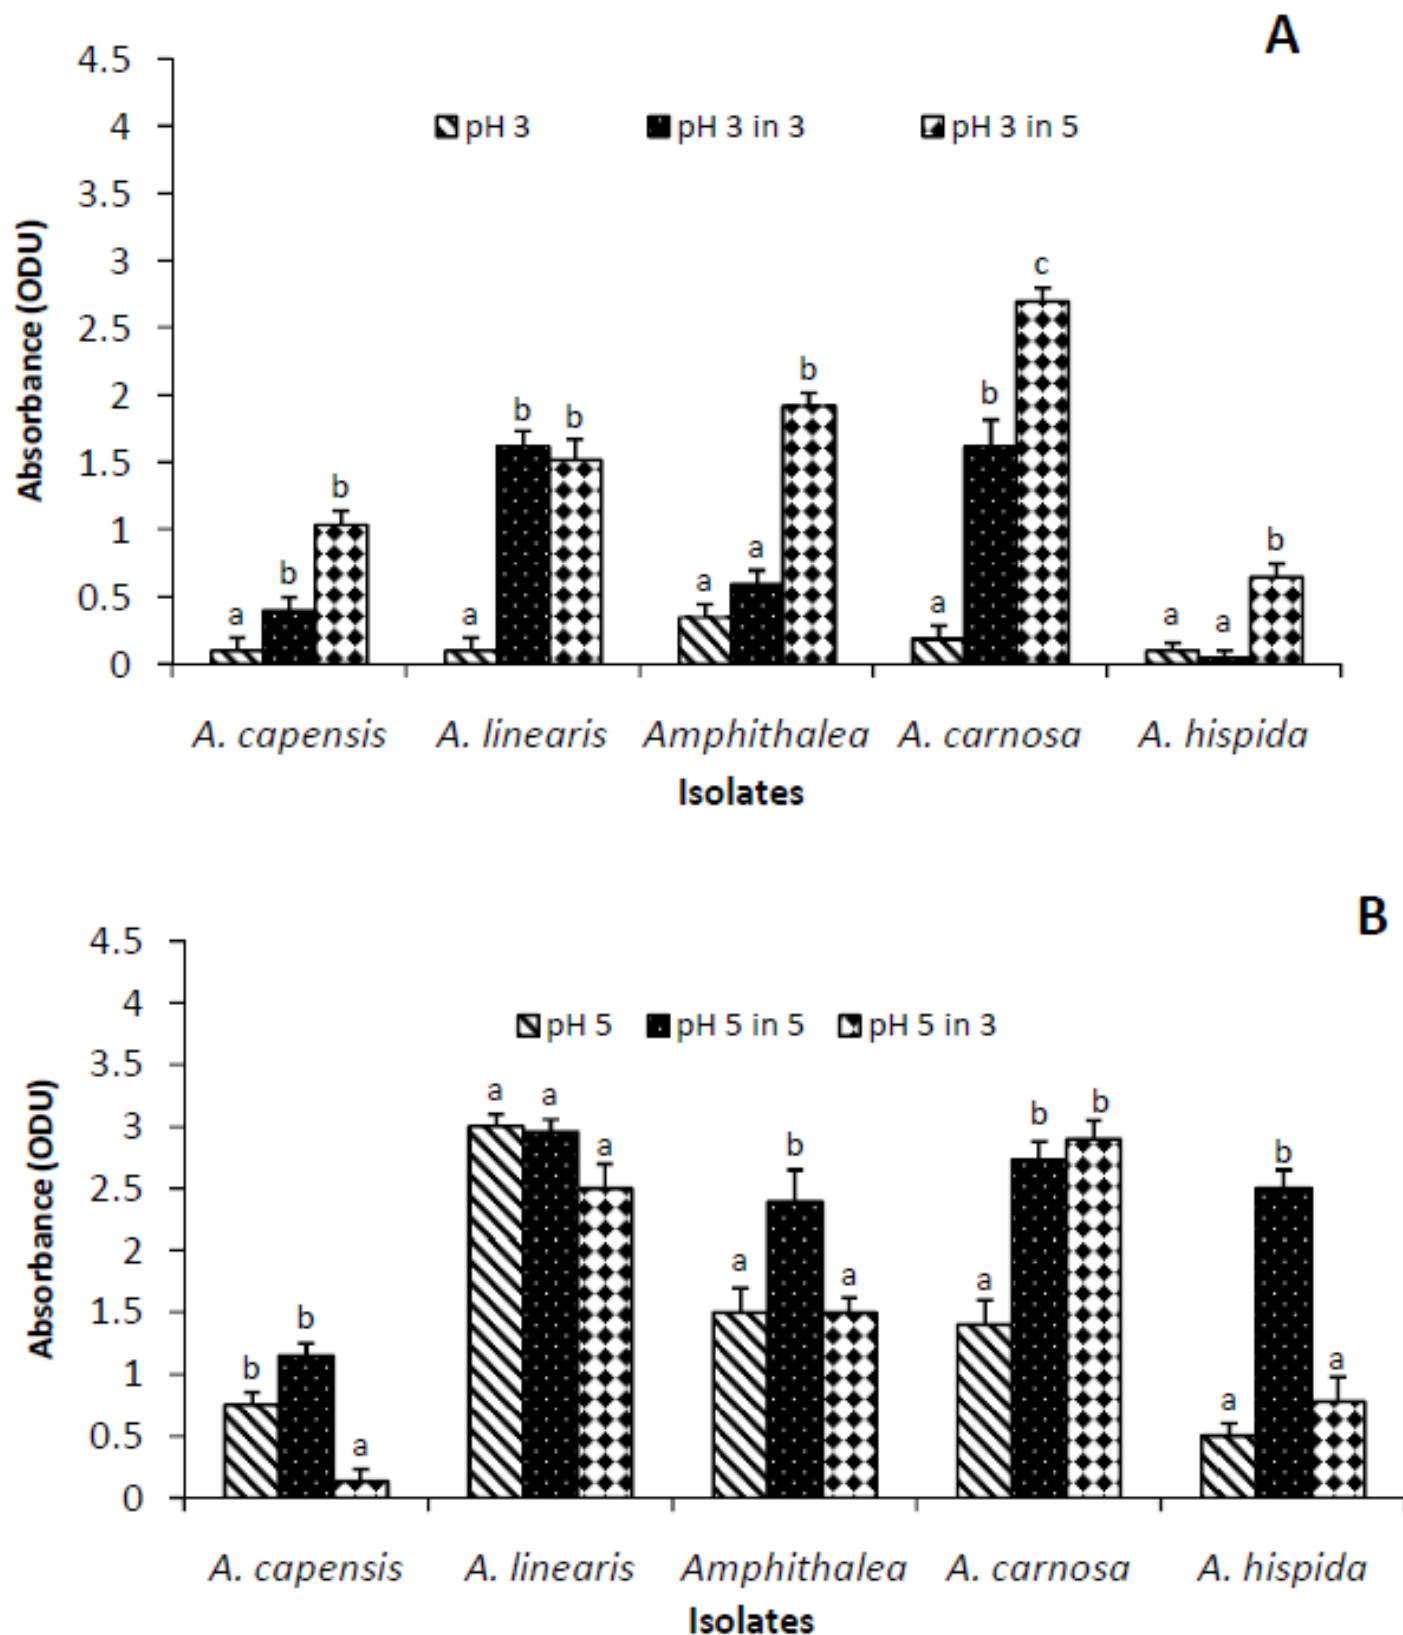 A
4.5
4
3.5
3
2.5
2
1.5
1
0.5
0
Absorbance (ODU)
pH 3 pH 3 in 3 pH 3 in 5
a b b
a b b
a a b
a b c
a a b
A. capensis A. linearis Amphithalea A. carnosa A. hispida
Isolates
B
4.5
4
3.5
3
2.5
2
1.5
1
0.5
0
Absorbance (ODU)
pH 5 pH 5 in 5 pH 5 in 3
b b a
a a a
a b a
a b b
a b a
A. capensis A. linearis Amphithalea A. carnosa A. hispida
Isolates